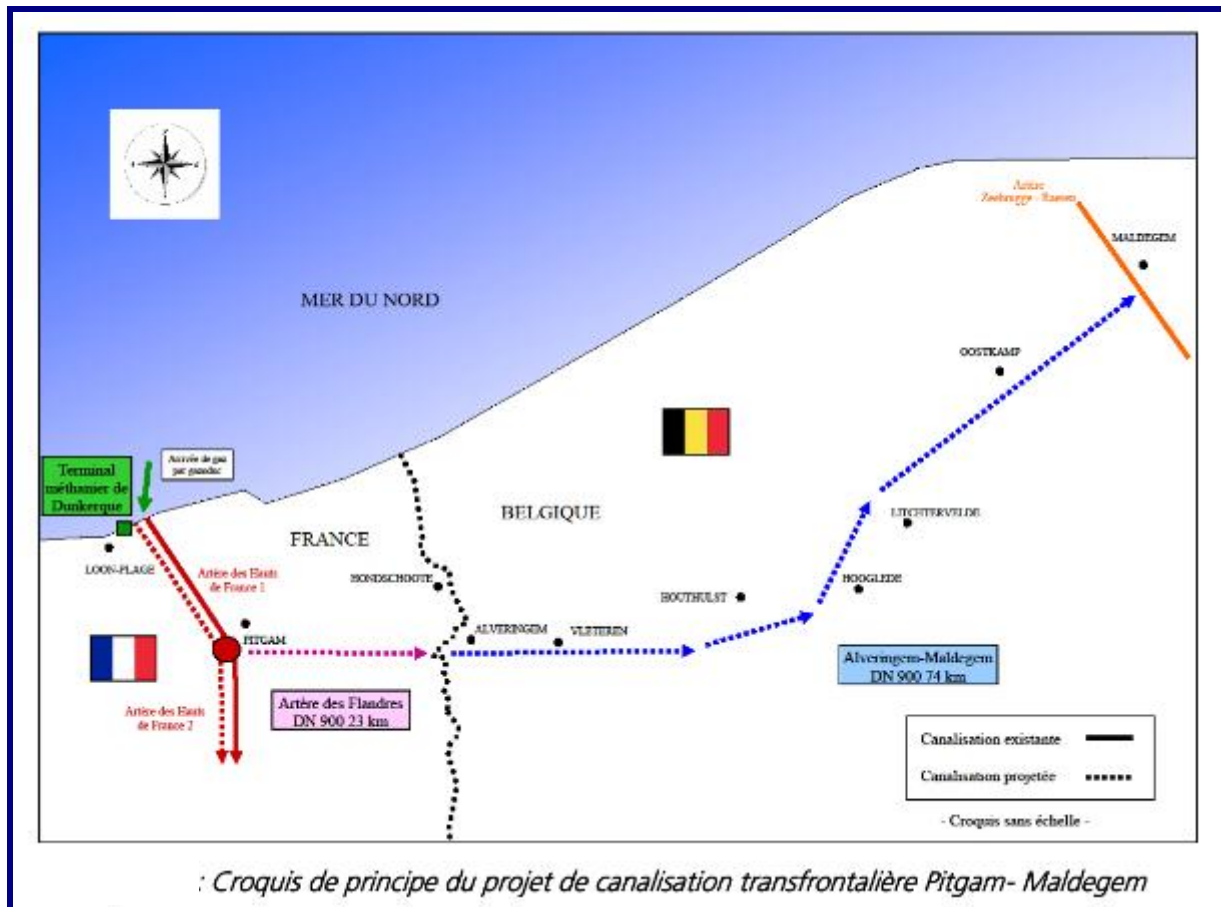 Artère
Zeebrugge - Raeren
MALDEGEM
MER DU NORD
OOSTKAMP
Terminal
méthanier de
Dunkerque
Arrivée de gaz
par gazoduc
LOON-PLAGE
FRANCE
BELGIQUE
LITCHTERVELDE
Artère des Hauts
de France 1
HONDSCHOOTE
HOUTHULST
HOOGLEDE
PITGAM
ALVERINGEM
VLETEREN
Alveringem-Maldegem
DN 900 74 km
Artère des Flandres
DN 900 23 km
Artère des Hauts
de France 2
Canalisation existante
Canalisation projetée
- Croquis sans échelle -
: Croquis de principe du projet de canalisation transfrontalière Pitgam- Maldegem